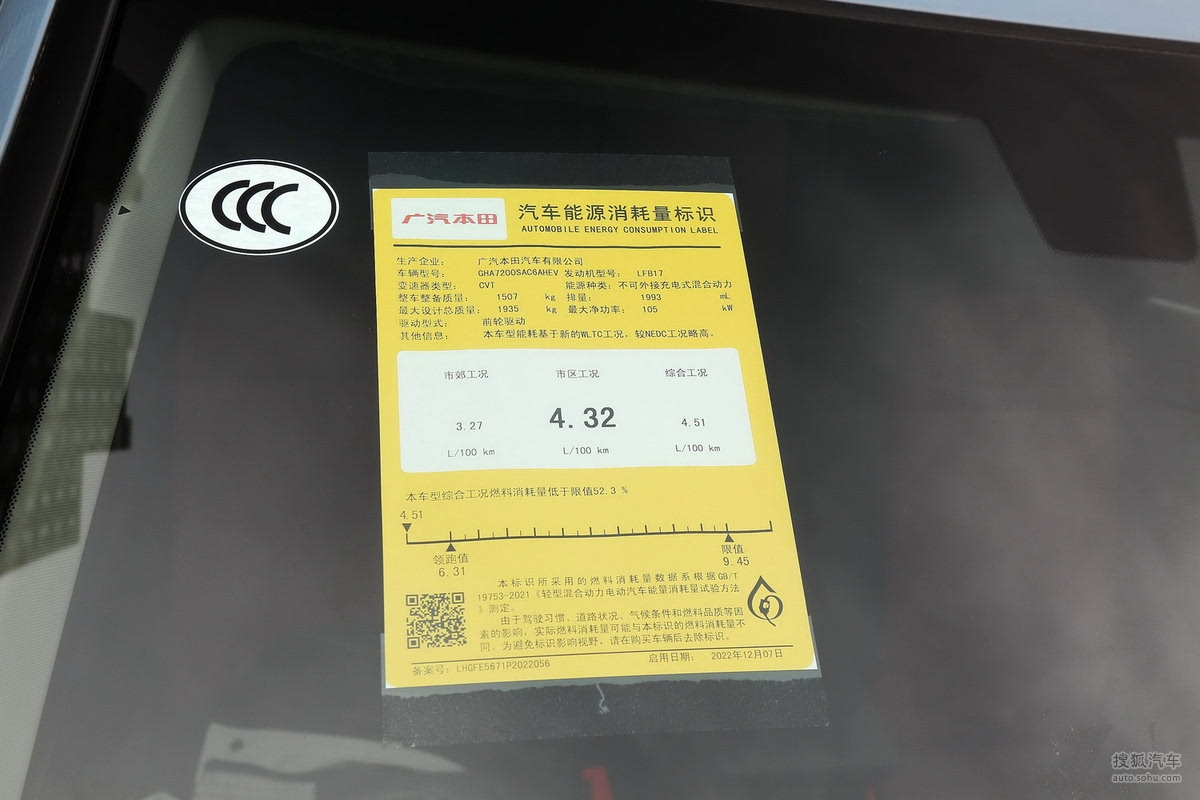 CCC
广汽本田
汽车能源消耗量标识
AUTOMOBILE ENERGY CONSUMPTION LABEL
生产企业： 广汽本田汽车有限公司
车辆型号： GHA7200SAC6AHEV 发动机型号： LFB17
变速器类型： CVT 能源种类：不可外接充电式混合动力
整车整备质量： 1507 kg 排量： 1993 mL
最大设计总质量： 1935 kg 最大净功率： 105 kW
驱动型式： 前轮驱动
其他信息： 本车型能耗基于新的WLTC工况，较NEDC工况略高。
市郊工况 市区工况 综合工况
3.27 4.32 4.51
L/100 km L/100 km L/100 km
本车型综合工况燃料消耗量低于限值52.3 %
4.51
领跑值 限值
6.31 9.45
本标识所采用的燃料消耗量数据系根据GB/T
19753-2021《轻型混合动力电动汽车能量消耗量试验方法
》测定。
由于驾驶习惯、道路状况、气候条件和燃料品质等因
素的影响，实际燃料消耗量可能与本标识的燃料消耗量不
同。为避免标识影响视野，请在购买车辆后去除标识。
备案号：LHGFE5671P2022056 启用日期： 2022年12月07日
搜狐汽车
auto.sohu.com